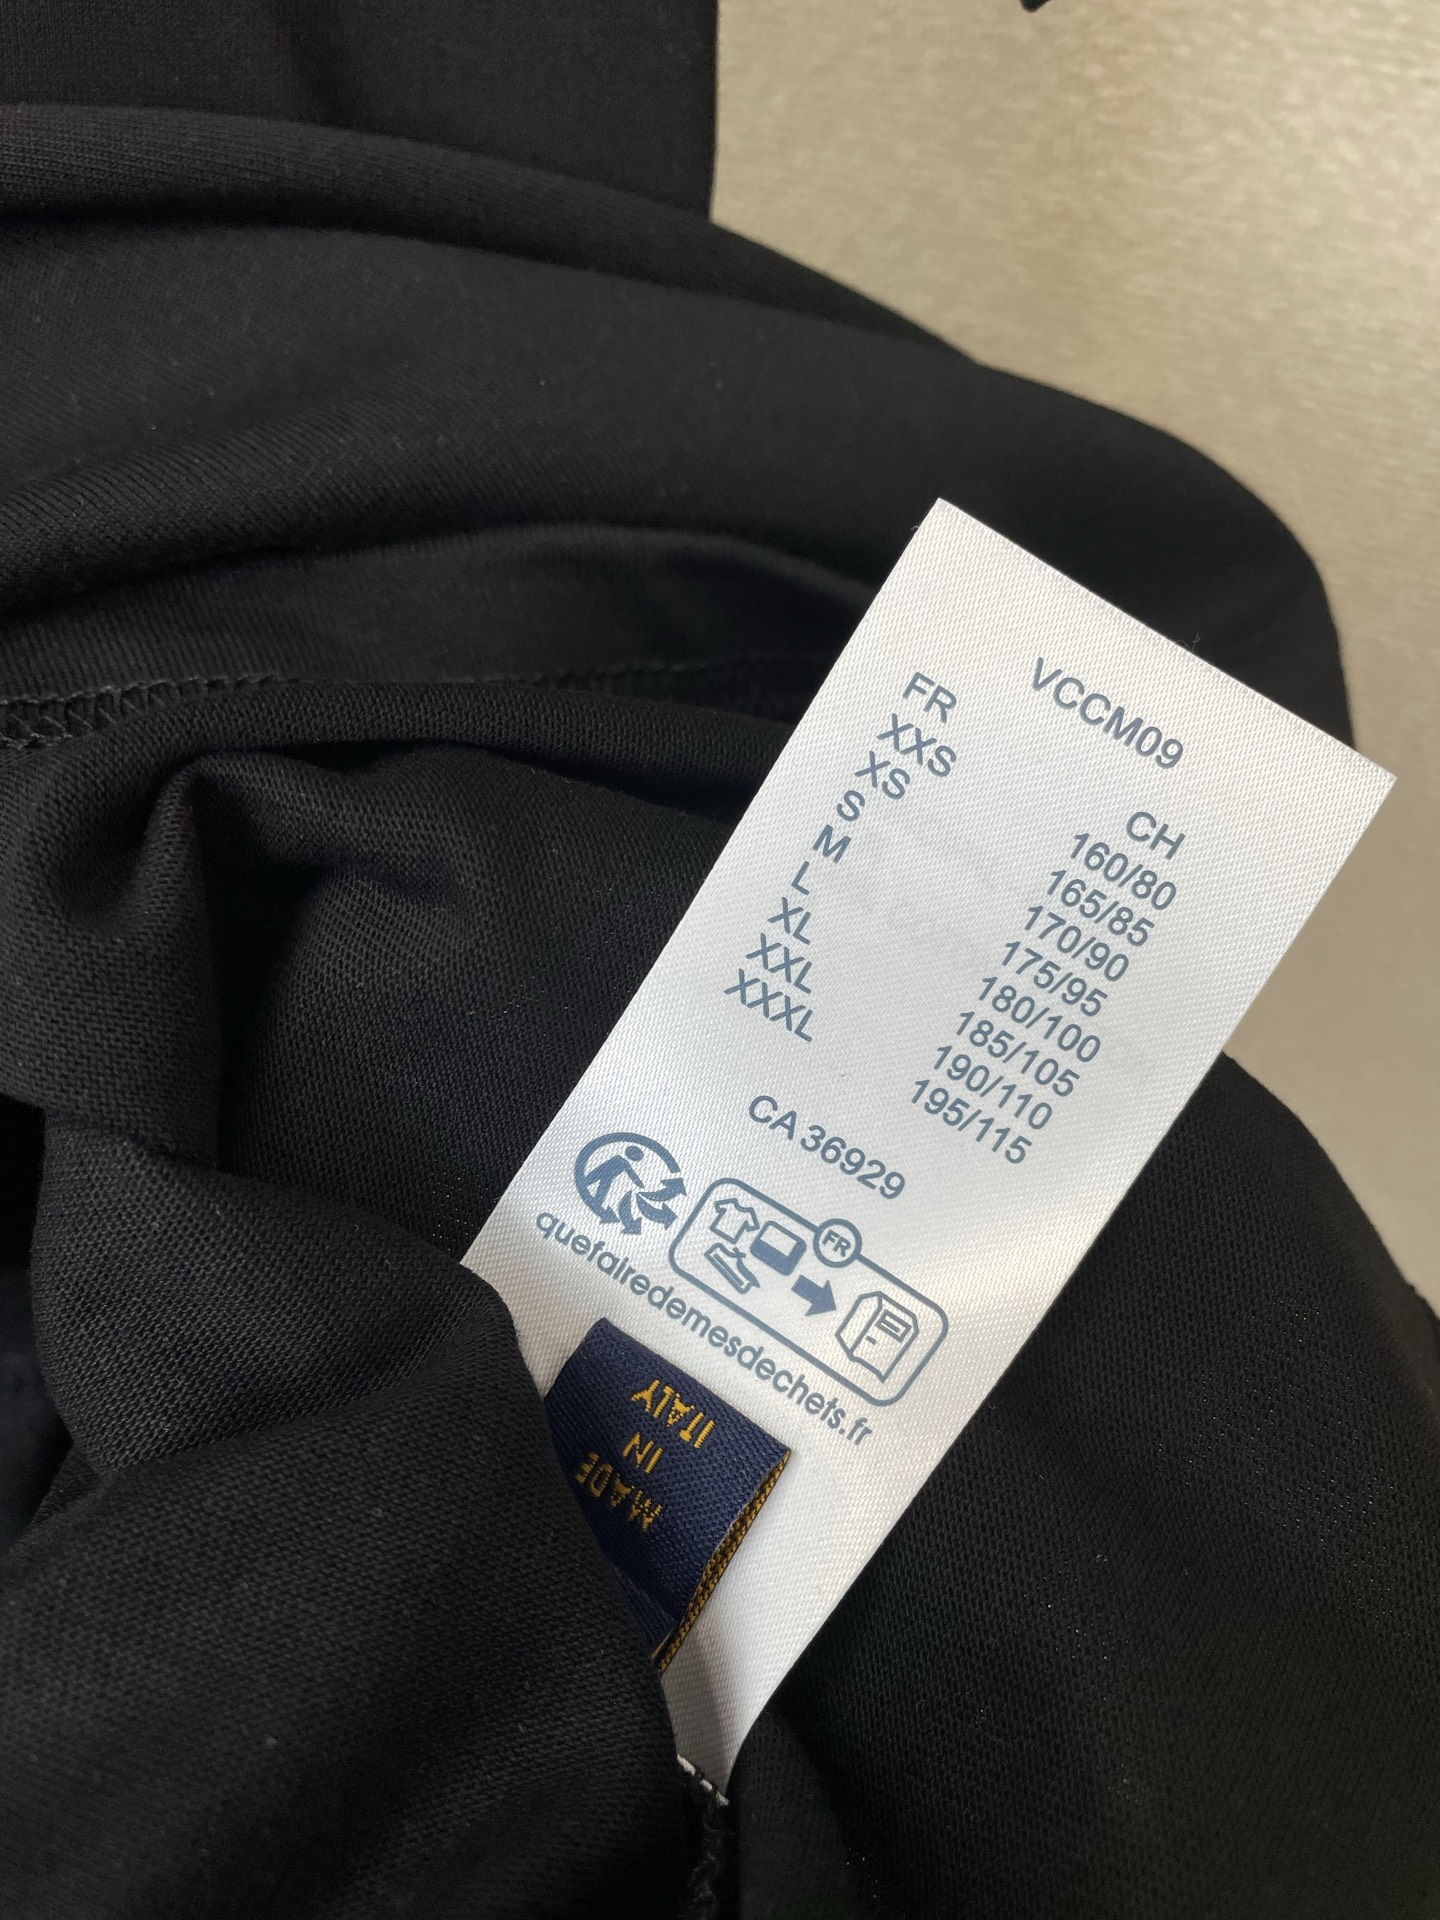 VCCM09
FR CH
XXS 160/80
XS 165/85
S 170/90
M 175/95
L 180/100
XL 185/105
XXL 190/110
XXXL 195/115
CA 36929
FR
quefairedemesdechets.fr
MADE
IN
ITALY